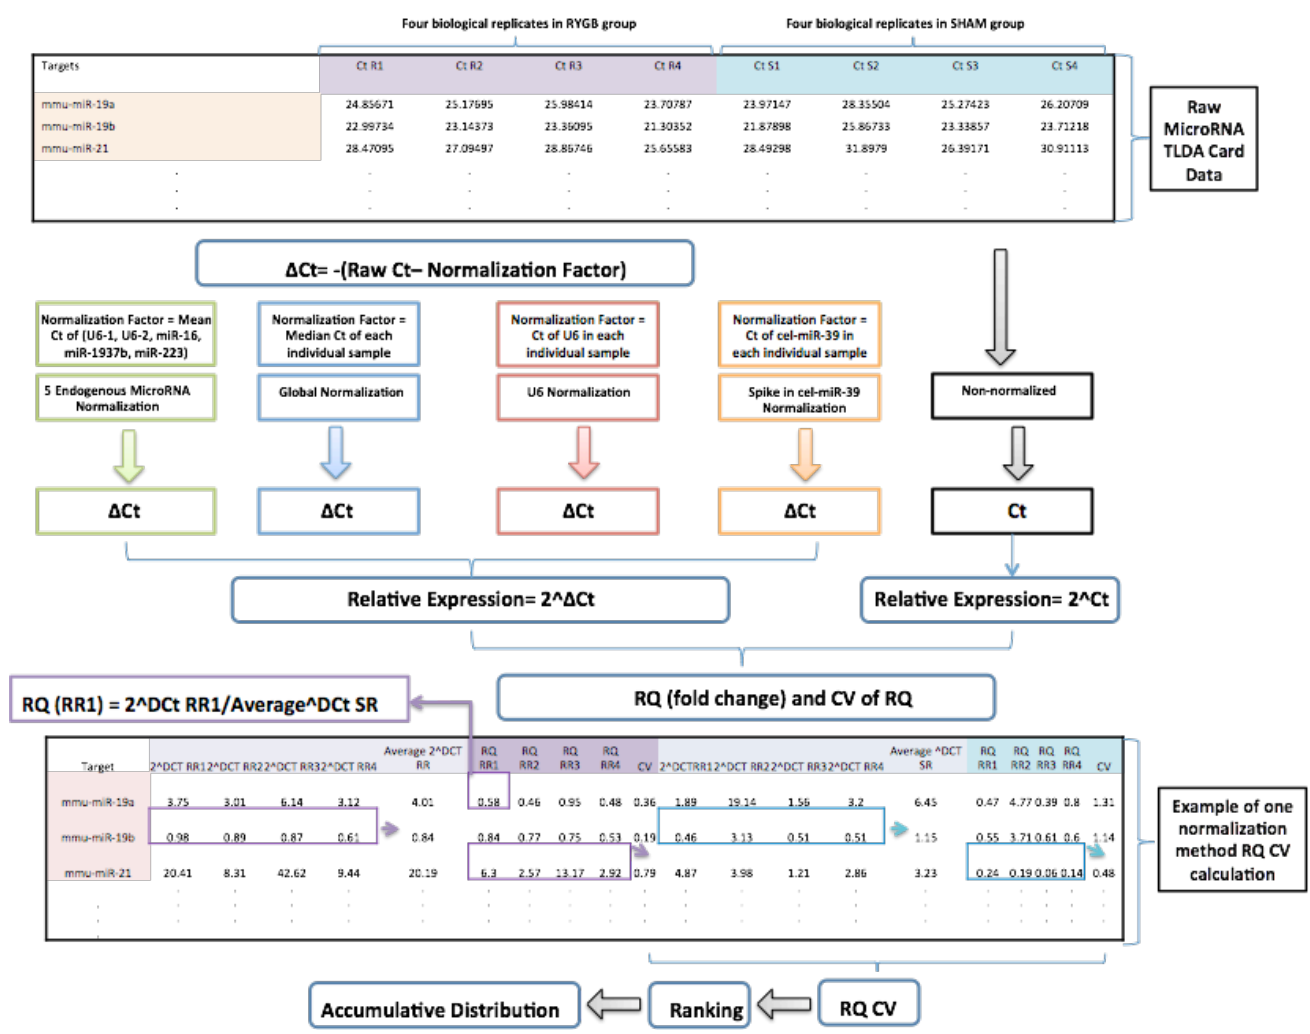 Four biological replicates in RYGB group
Four biological replicates in SHAM group
Targets Ct R1 Ct R2 Ct R3 Ct R4 Ct S1 Ct S2 Ct S3 Ct S4
mmu-miR-19a 24.85671 25.17695 25.98414 23.70787 23.97147 28.35504 25.27423 26.20709
mmu-miR-19b 22.99734 23.14373 23.36095 21.30352 21.87898 25.86733 23.33857 23.71218
mmu-miR-21 28.47095 27.09497 28.86746 25.65583 28.49298 31.8979 26.39171 30.91113
Raw
MicroRNA
TLDA Card
Data
ΔCt= -(Raw Ct– Normalization Factor)
Normalization Factor = Mean
Ct of (U6-1, U6-2, miR-16,
miR-1937b, miR-223)
Normalization Factor =
Median Ct of each
individual sample
Normalization Factor =
Ct of U6 in each
individual sample
Normalization Factor =
Ct of cel-miR-39 in
each individual sample
5 Endogenous MicroRNA
Normalization
Global Normalization
U6 Normalization
Spike in cel-miR-39
Normalization
Non-normalized
ΔCt
ΔCt
ΔCt
ΔCt
Ct
Relative Expression= 2^ΔCt
Relative Expression= 2^Ct
RQ (RR1) = 2^DCt RR1/Average^DCt SR
RQ (fold change) and CV of RQ
Average 2^DCT RQ RQ RQ RQ Average ^DCT RQ RQ RQ RQ
Target 2^DCT RR1 2^DCT RR2 2^DCT RR3 2^DCT RR4 RR RR1 RR2 RR3 RR4 CV 2^DCTRR1 2^DCT RR2 2^DCT RR3 2^DCT RR4 SR RR1 RR2 RR3 RR4 CV
mmu-miR-19a 3.75 3.01 6.14 3.12 4.01 0.58 0.46 0.95 0.48 0.36 1.89 19.14 1.56 3.2 6.45 0.47 4.77 0.39 0.8 1.31
mmu-miR-19b 0.98 0.89 0.87 0.61 0.84 0.84 0.77 0.75 0.53 0.19 0.46 3.13 0.51 0.51 1.15 0.55 3.71 0.61 0.6 1.14
mmu-miR-21 20.41 8.31 42.62 9.44 20.19 6.3 2.57 13.17 2.92 0.79 4.87 3.98 1.21 2.86 3.23 0.24 0.19 0.06 0.14 0.48
Example of one
normalization
method RQ CV
calculation
Accumulative Distribution
Ranking
RQ CV